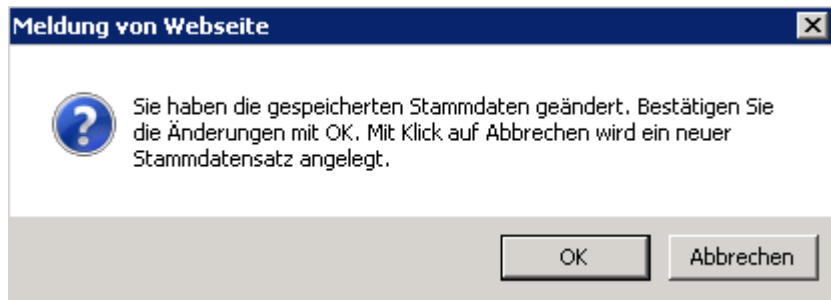 Meldung von Webseite
Sie haben die gespeicherten Stammdaten geändert. Bestätigen Sie
die Änderungen mit OK. Mit Klick auf Abbrechen wird ein neuer
Stammdatensatz angelegt.
OK
Abbrechen